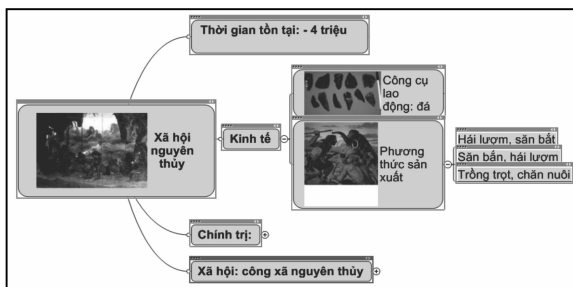 Thời gian tồn tại: - 4 triệu
Xã hội
nguyên
thủy
Kinh tế
Công cụ
lao
động: đá
Phương
thức sản
xuất
Hái lượm, săn bắt
Săn bắn, hái lượm
Trồng trọt, chăn nuôi
Chính trị:
Xã hội: công xã nguyên thủy